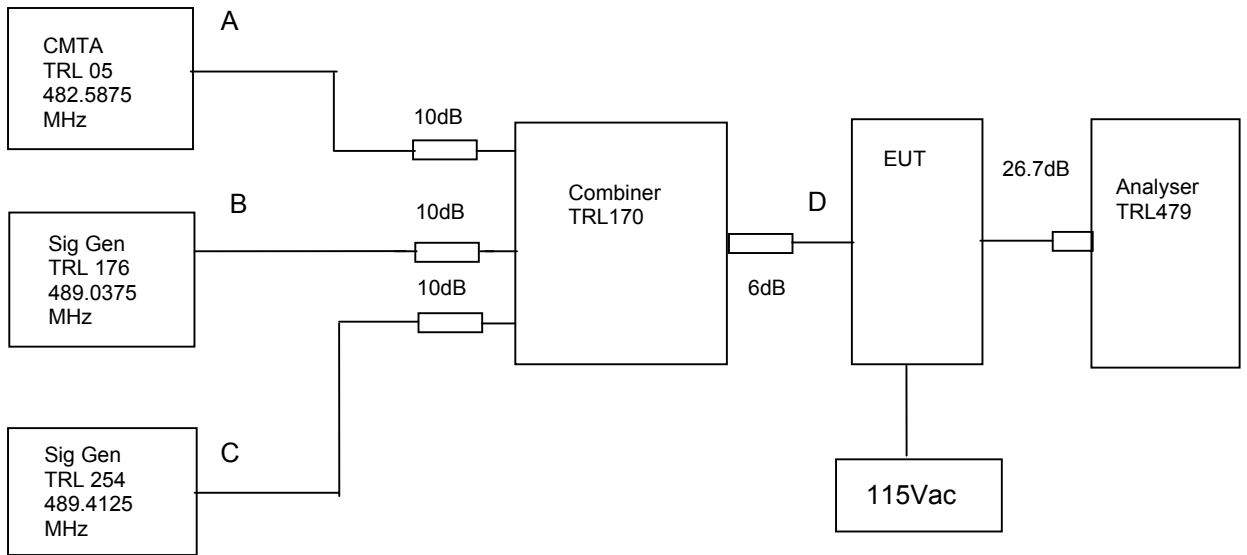 A
CMTA
TRL 05
482.5875
MHz
10dB
B
Sig Gen
TRL 176
489.0375
MHz
10dB
10dB
C
Sig Gen
TRL 254
489.4125
MHz
Combiner
TRL170
D
6dB
EUT
26.7dB
Analyser
TRL479
115Vac